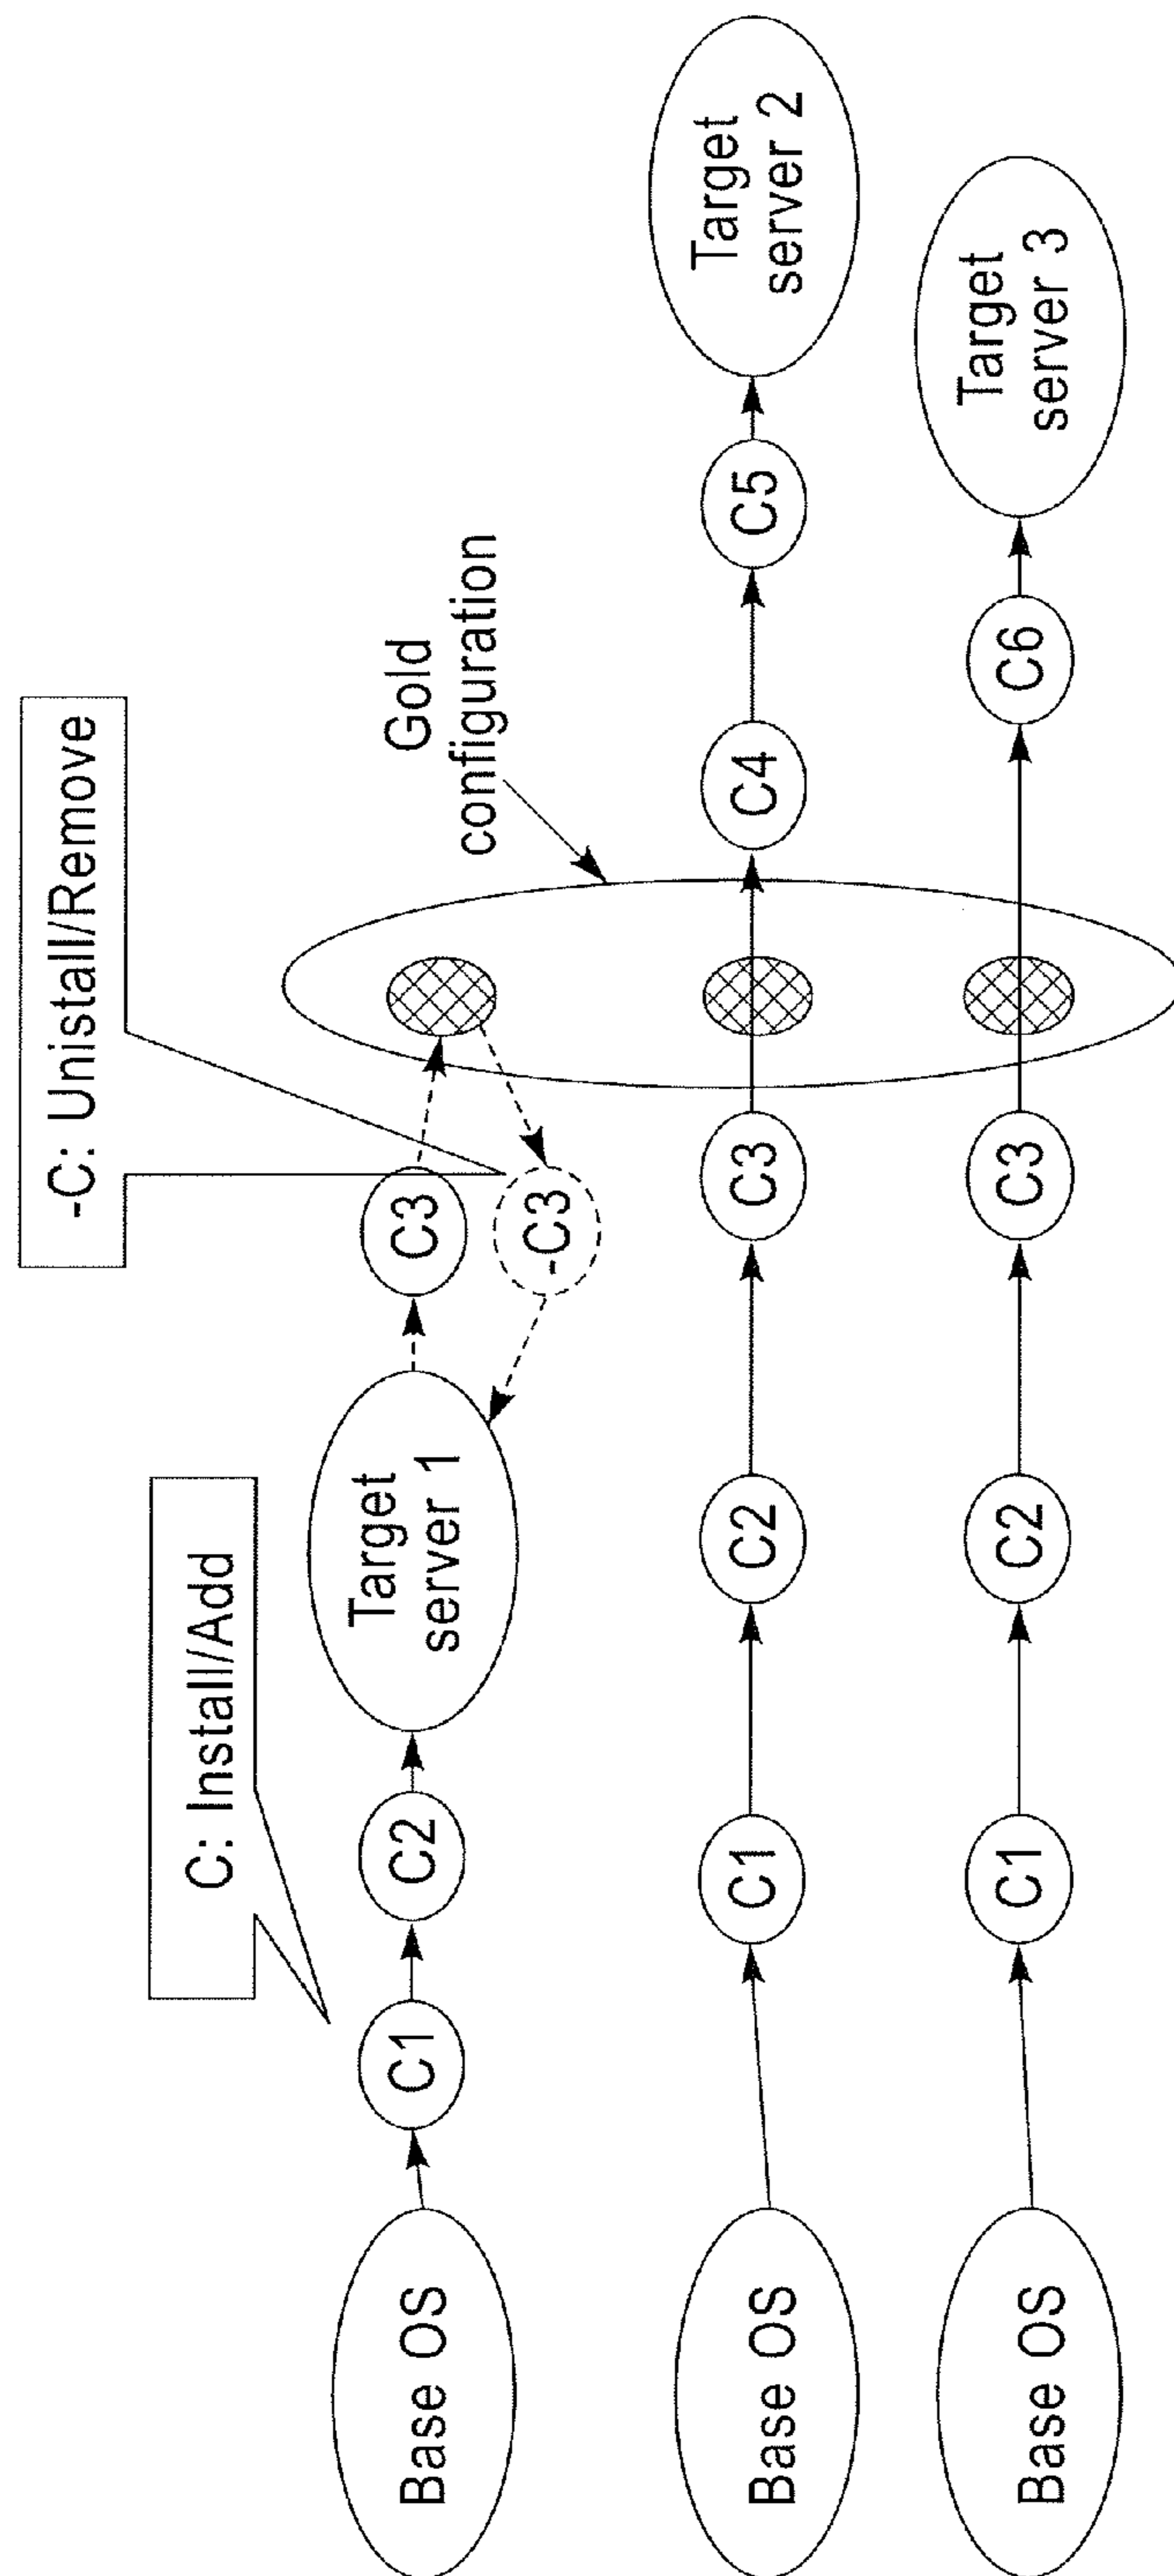 -C: Unistall/Remove
C: Install/Add
Gold
configuration
Base OS
C1
C2
Target
server 1
C3
-C3
Base OS
C1
C2
C3
C4
C5
Target
server 2
Base OS
C1
C2
C3
C6
Target
server 3